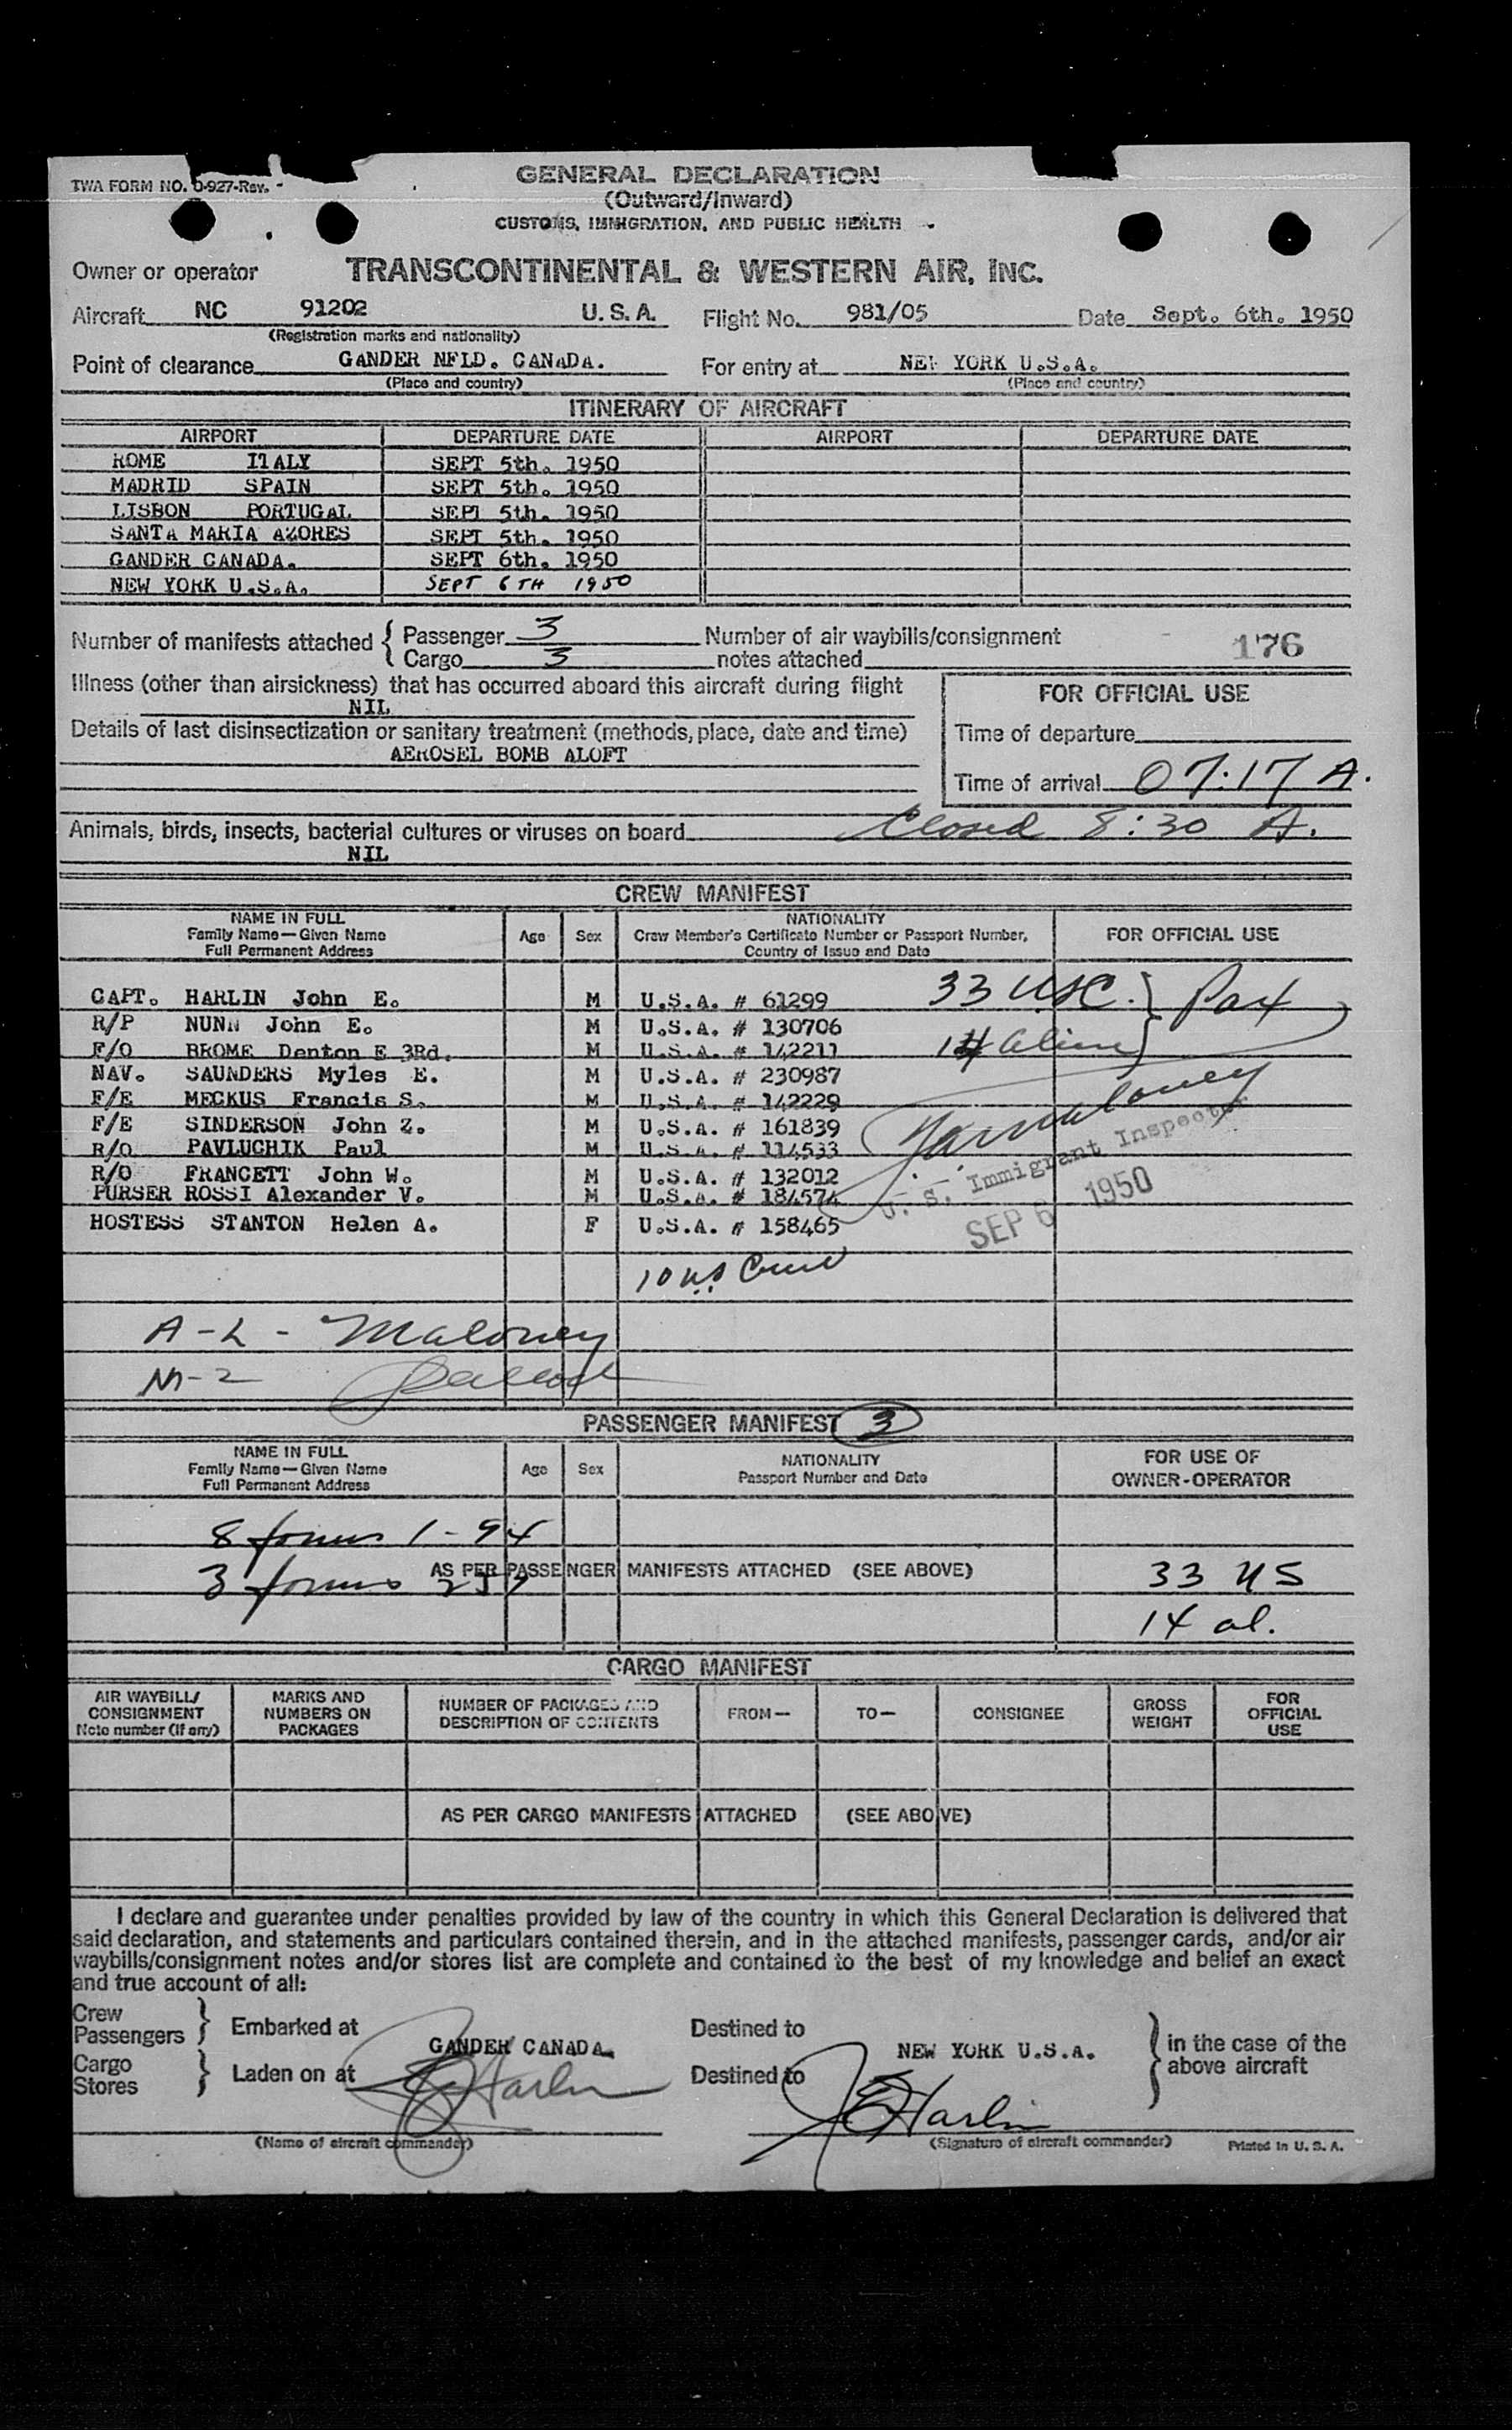 TWA FORM NO. O-927-Rev.
GENERAL DECLARATION
(Outward/Inward)
CUSTOMS, IMMIGRATION, AND PUBLIC HEALTH
Owner or operator TRANSCONTINENTAL & WESTERN AIR, INC.
Aircraft NC 91202 U.S.A. Flight No. 981/05 Date Sept. 6th. 1950
(Registration marks and nationality)
Point of clearance GANDER NFLD. CANADA. For entry at NEW YORK U.S.A.
(Place and country) (Place and country)
ITINERARY OF AIRCRAFT
AIRPORT DEPARTURE DATE AIRPORT DEPARTURE DATE
ROME ITALY SEPT 5th. 1950
MADRID SPAIN SEPT 5th. 1950
LISBON PORTUGAL SEPT 5th. 1950
SANTA MARIA AZORES SEPT 5th. 1950
GANDER CANADA. SEPT 6th. 1950
NEW YORK U.S.A. SEPT 6TH 1950
Number of manifests attached { Passenger 3 Number of air waybills/consignment 176
Cargo 3 notes attached
Illness (other than airsickness) that has occurred aboard this aircraft during flight
NIL
FOR OFFICIAL USE
Details of last disinsectization or sanitary treatment (methods, place, date and time)
AEROSEL BOMB ALOFT
Time of departure
Time of arrival 07:17 A.
Closed 8:30 A.
Animals, birds, insects, bacterial cultures or viruses on board
NIL
CREW MANIFEST
NAME IN FULL
Family Name—Given Name
Full Permanent Address
Age Sex
NATIONALITY
Crew Member's Certificate Number or Passport Number,
Country of Issue and Date
FOR OFFICIAL USE
CAPT. HARLIN John E. M U.S.A. # 61299 33 USC. } Pax
R/P NUNN John E. M U.S.A. # 130706
F/O BROME Denton E 3Rd. M U.S.A. # 142211 14 Alien
NAV. SAUNDERS Myles E. M U.S.A. # 230987
F/E MECKUS Francis S. M U.S.A. # 142229
F/E SINDERSON John Z. M U.S.A. # 161839
R/O PAVLUCHIK Paul M U.S.A. # 114533
R/O FRANCETT John W. M U.S.A. # 132012
PURSER ROSSI Alexander V. M U.S.A. # 184574
HOSTESS STANTON Helen A. F U.S.A. # 158465
Maloney
U. S. Immigrant Inspector
SEP 6 1950
10 US Crew
A-L- Maloney
M-2
PASSENGER MANIFEST 3
NAME IN FULL
Family Name—Given Name
Full Permanent Address
Age Sex
NATIONALITY
Passport Number and Date
FOR USE OF
OWNER-OPERATOR
8 forms 1-94
AS PER PASSENGER MANIFESTS ATTACHED (SEE ABOVE)
3 forms 257 33 US
14 al.
CARGO MANIFEST
AIR WAYBILL/
CONSIGNMENT
Note number (if any)
MARKS AND
NUMBERS ON
PACKAGES
NUMBER OF PACKAGES AND
DESCRIPTION OF CONTENTS
FROM— TO— CONSIGNEE
GROSS
WEIGHT
FOR
OFFICIAL
USE
AS PER CARGO MANIFESTS ATTACHED (SEE ABOVE)
I declare and guarantee under penalties provided by law of the country in which this General Declaration is delivered that
said declaration, and statements and particulars contained therein, and in the attached manifests, passenger cards, and/or air
waybills/consignment notes and/or stores list are complete and contained to the best of my knowledge and belief an exact
and true account of all:
Crew
Passengers } Embarked at Destined to
GANDER CANADA. NEW YORK U.S.A. } in the case of the
above aircraft
Cargo
Stores } Laden on at Destined to
JE Harlin JE Harlin
(Name of aircraft commander) (Signature of aircraft commander) Printed in U. S. A.